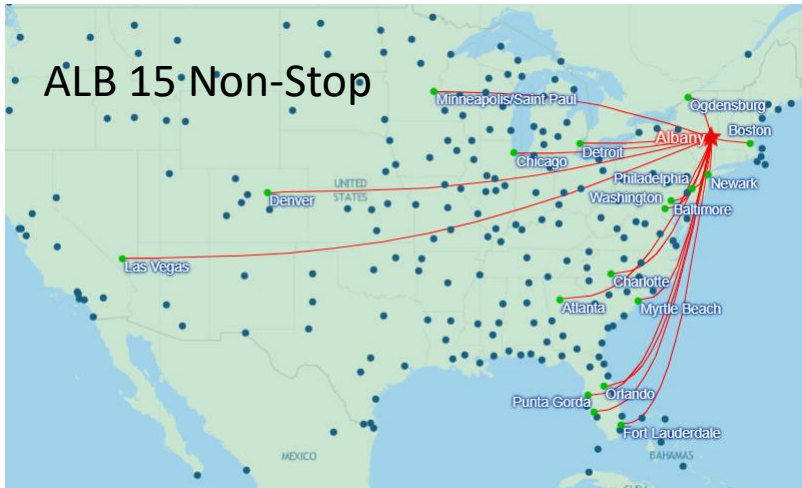 ALB 15 Non-Stop
Minneapolis/Saint Paul
Ogdensburg
Albany
Boston
Detroit
Chicago
Philadelphia
Newark
UNITED
STATES
Denver
Washington
Baltimore
Las Vegas
Charlotte
Atlanta
Myrtle Beach
Orlando
Punta Gorda
Fort Lauderdale
MEXICO
BAHAMAS
CUBA